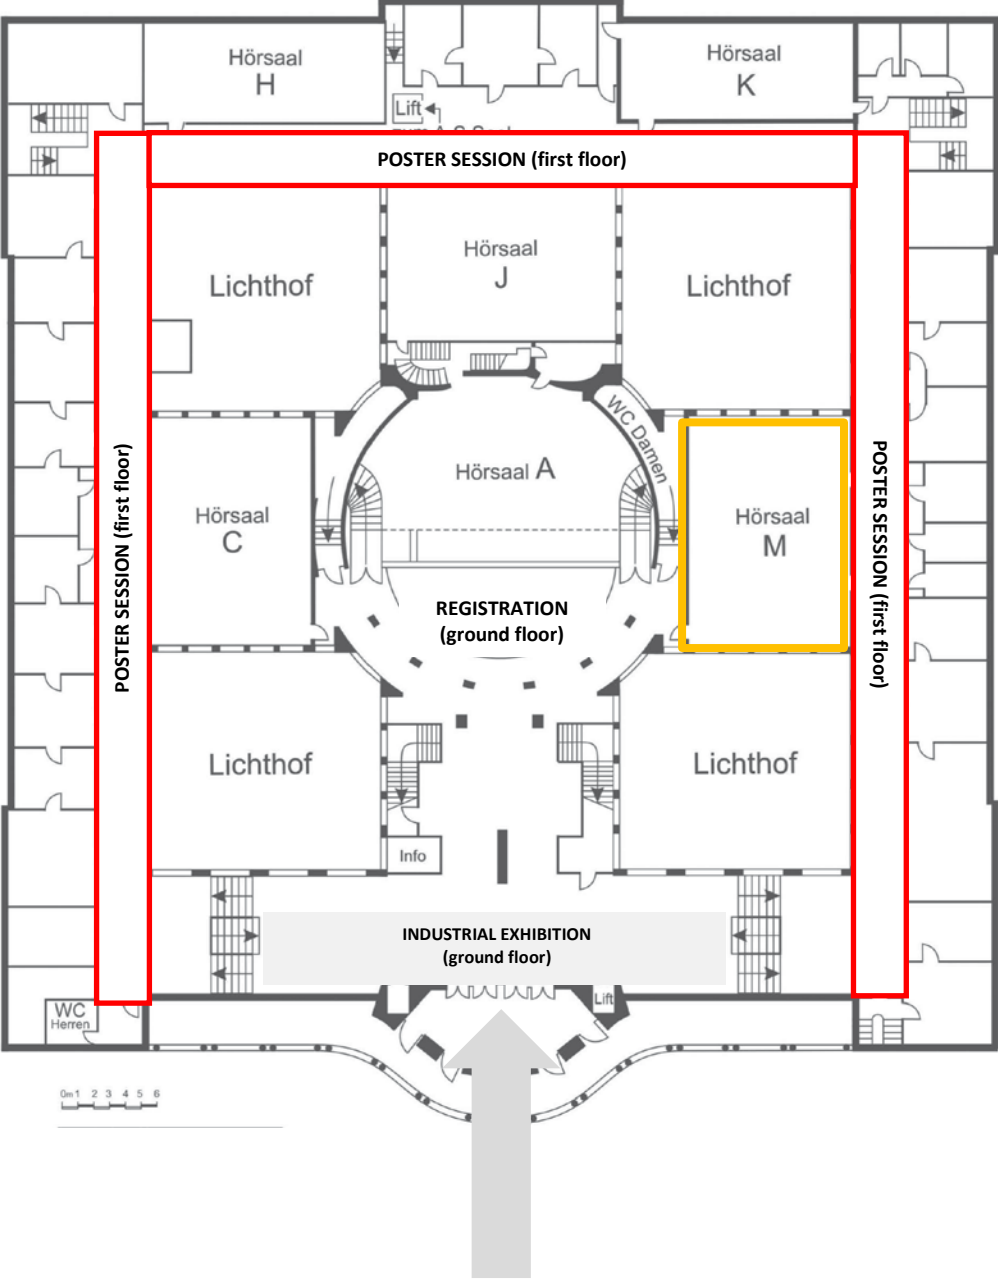 Hörsaal
H
Hörsaal
K
Lift
POSTER SESSION (first floor)
Lichthof
Hörsaal
J
Lichthof
WC Damen
Hörsaal A
POSTER SESSION (first floor)
Hörsaal
C
Hörsaal
M
POSTER SESSION (first floor)
REGISTRATION
(ground floor)
Lichthof
Lichthof
Info
INDUSTRIAL EXHIBITION
(ground floor)
Lift
WC
Herren
0m 1 2 3 4 5 6